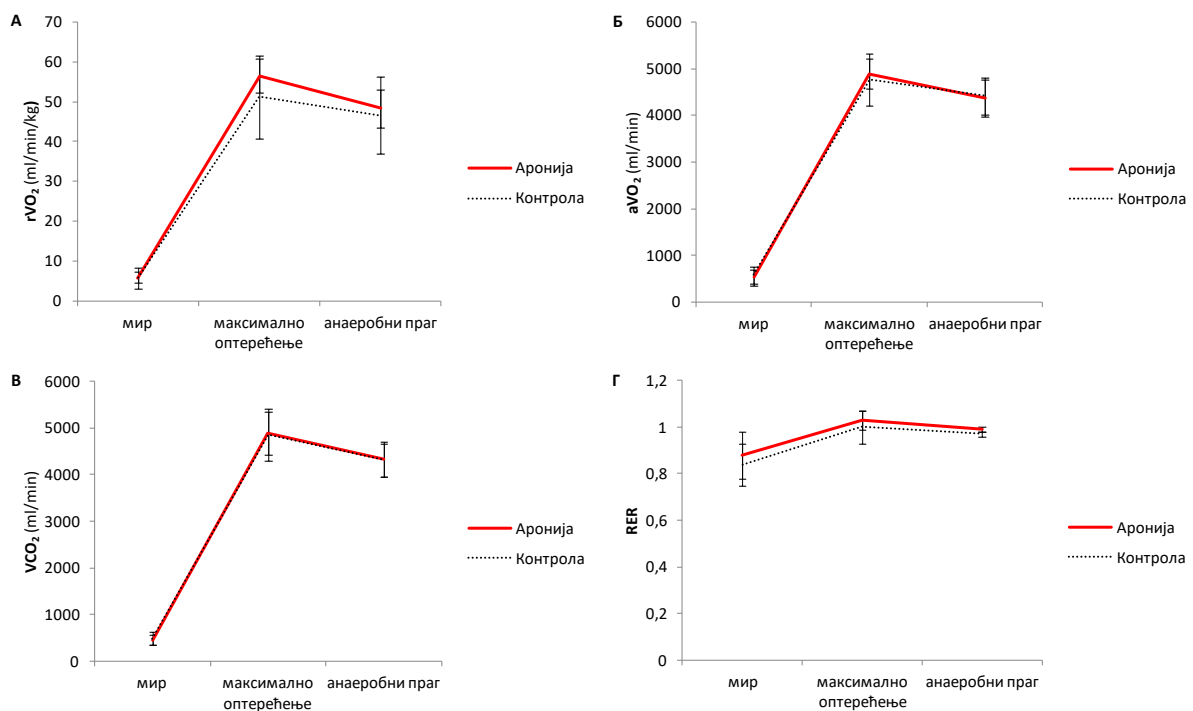 А
70
60
50
40
30
20
10
0
rVO₂ (ml/min/kg)
мир
максимално
оптерећење
анаеробни праг
Аронија
Контрола
Б
6000
5000
4000
3000
2000
1000
0
aVO₂ (ml/min)
мир
максимално
оптерећење
анаеробни праг
Аронија
Контрола
В
6000
5000
4000
3000
2000
1000
0
VCO₂ (ml/min)
мир
максимално
оптерећење
анаеробни праг
Аронија
Контрола
Г
1,2
1
0,8
0,6
0,4
0,2
0
RER
мир
максимално
оптерећење
анаеробни праг
Аронија
Контрола